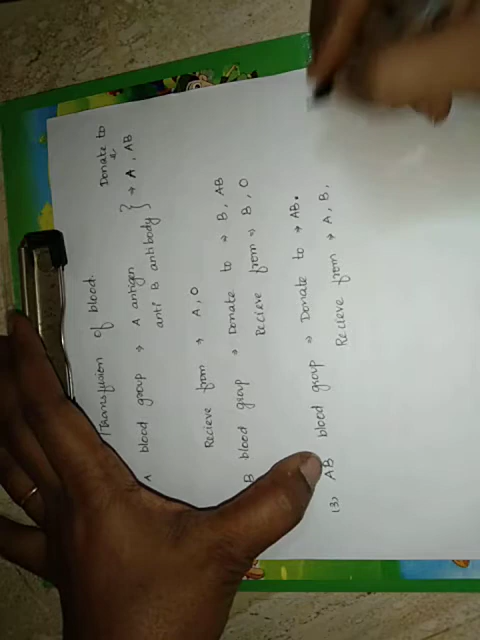 Transfusion of blood.
Donate to
A blood group → A antigen } → A, AB
anti B antibody
Recieve from → A, O
B blood group → Donate to ⇒ B, AB
Recieve from ⇒ B, O
(3) AB blood group ⇒ Donate to → AB.
Recieve from → A, B,